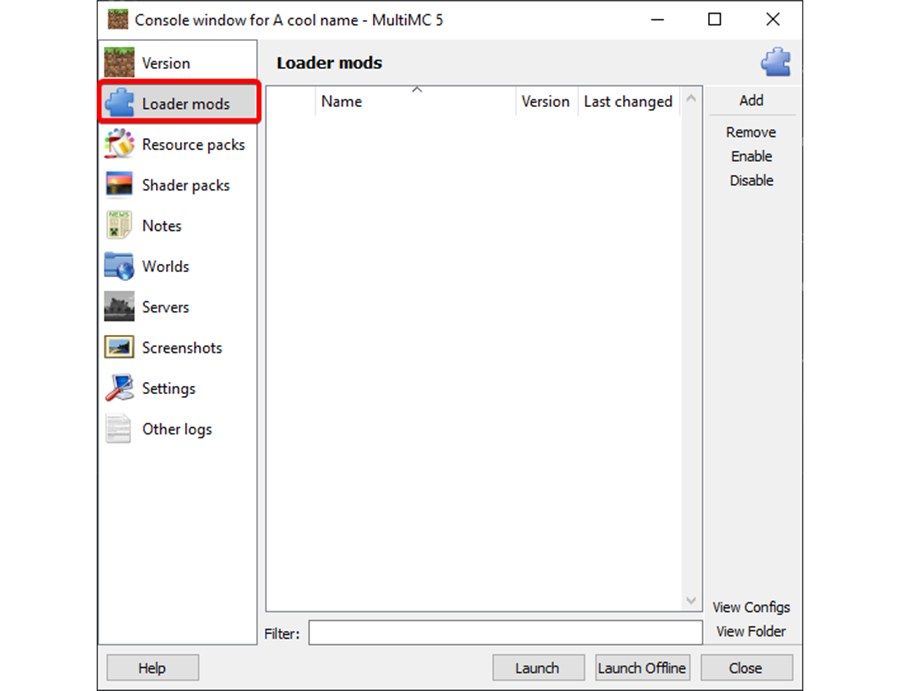 Console window for A cool name - MultiMC 5
Version
Loader mods
Resource packs
Shader packs
NEWS
Notes
Worlds
Servers
Screenshots
Settings
Other logs
Loader mods
Name
Version
Last changed
Add
Remove
Enable
Disable
View Configs
View Folder
Filter:
Help
Launch
Launch Offline
Close